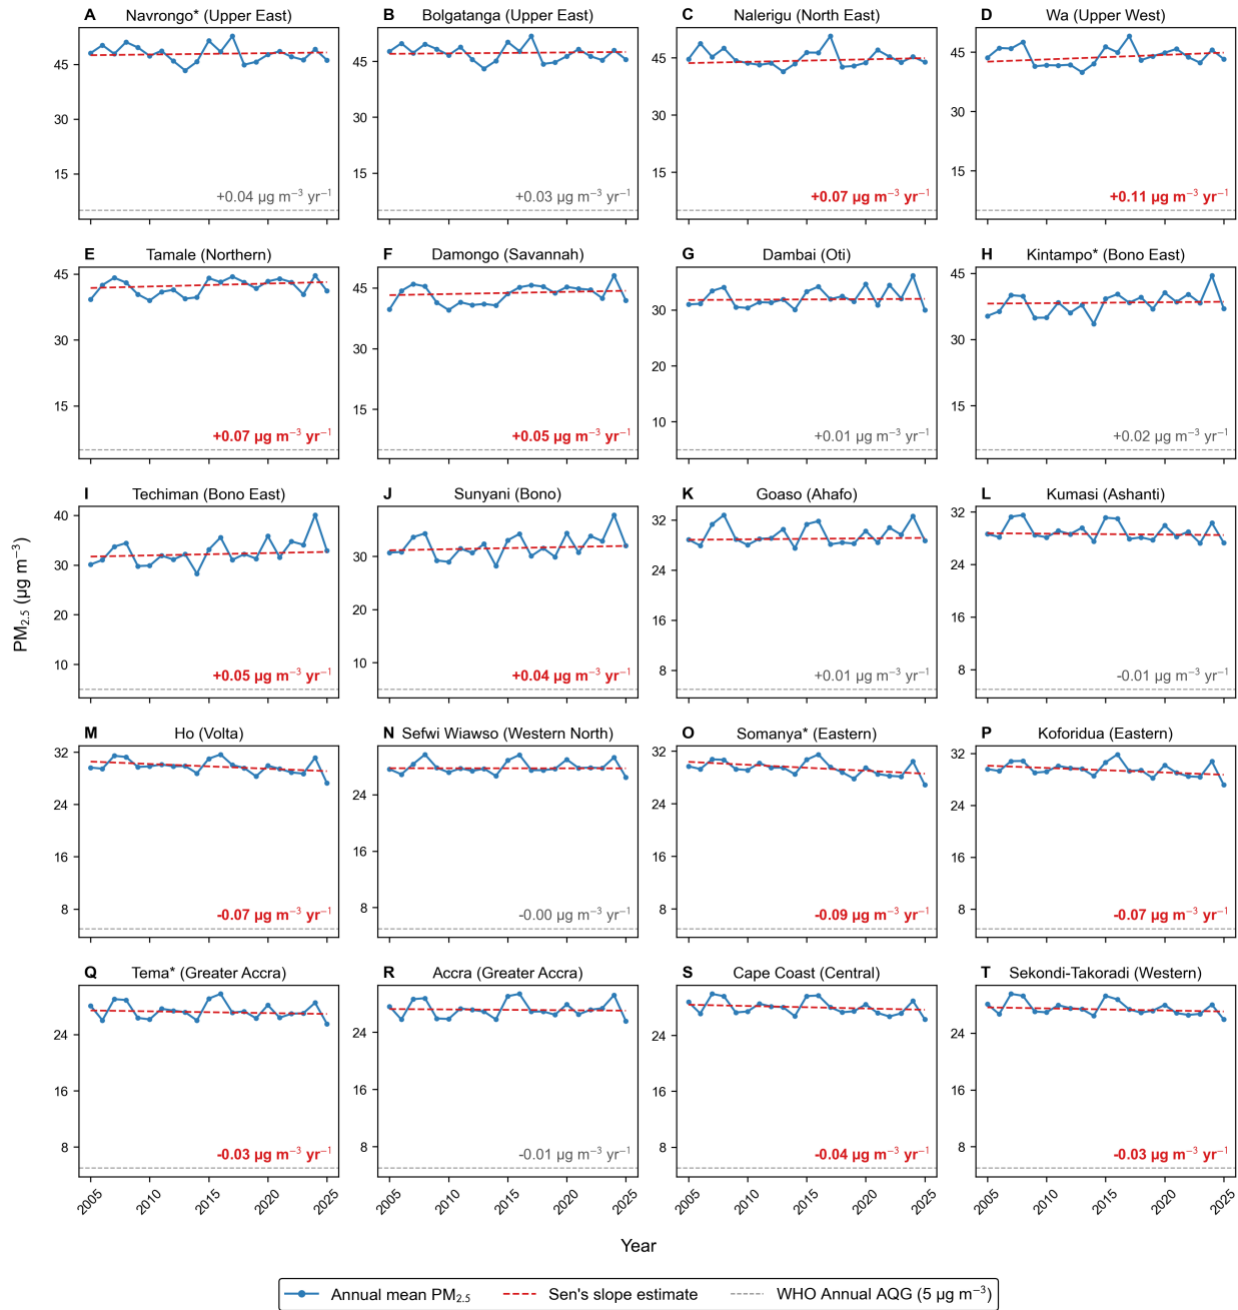 A Navrongo* (Upper East)
45
30
15
+0.04 µg m⁻³ yr⁻¹
B Bolgatanga (Upper East)
45
30
15
+0.03 µg m⁻³ yr⁻¹
C Nalerigu (North East)
45
30
15
+0.07 µg m⁻³ yr⁻¹
D Wa (Upper West)
45
30
15
+0.11 µg m⁻³ yr⁻¹
E Tamale (Northern)
45
30
15
+0.07 µg m⁻³ yr⁻¹
F Damongo (Savannah)
45
30
15
+0.05 µg m⁻³ yr⁻¹
G Dambai (Oti)
30
20
10
+0.01 µg m⁻³ yr⁻¹
H Kintampo* (Bono East)
45
30
15
+0.02 µg m⁻³ yr⁻¹
I Techiman (Bono East)
40
30
20
10
+0.05 µg m⁻³ yr⁻¹
J Sunyani (Bono)
30
20
10
+0.04 µg m⁻³ yr⁻¹
K Goaso (Ahafo)
32
24
16
8
+0.01 µg m⁻³ yr⁻¹
L Kumasi (Ashanti)
32
24
16
8
-0.01 µg m⁻³ yr⁻¹
M Ho (Volta)
32
24
16
8
-0.07 µg m⁻³ yr⁻¹
N Sefwi Wiawso (Western North)
24
16
8
-0.00 µg m⁻³ yr⁻¹
O Somanya* (Eastern)
32
24
16
8
-0.09 µg m⁻³ yr⁻¹
P Koforidua (Eastern)
32
24
16
8
-0.07 µg m⁻³ yr⁻¹
Q Tema* (Greater Accra)
24
16
8
-0.03 µg m⁻³ yr⁻¹
2005 2010 2015 2020 2025
R Accra (Greater Accra)
24
16
8
-0.01 µg m⁻³ yr⁻¹
2005 2010 2015 2020 2025
S Cape Coast (Central)
24
16
8
-0.04 µg m⁻³ yr⁻¹
2005 2010 2015 2020 2025
T Sekondi-Takoradi (Western)
24
16
8
-0.03 µg m⁻³ yr⁻¹
2005 2010 2015 2020 2025
PM₂.₅ (µg m⁻³)
Year
Annual mean PM₂.₅ Sen's slope estimate WHO Annual AQG (5 µg m⁻³)